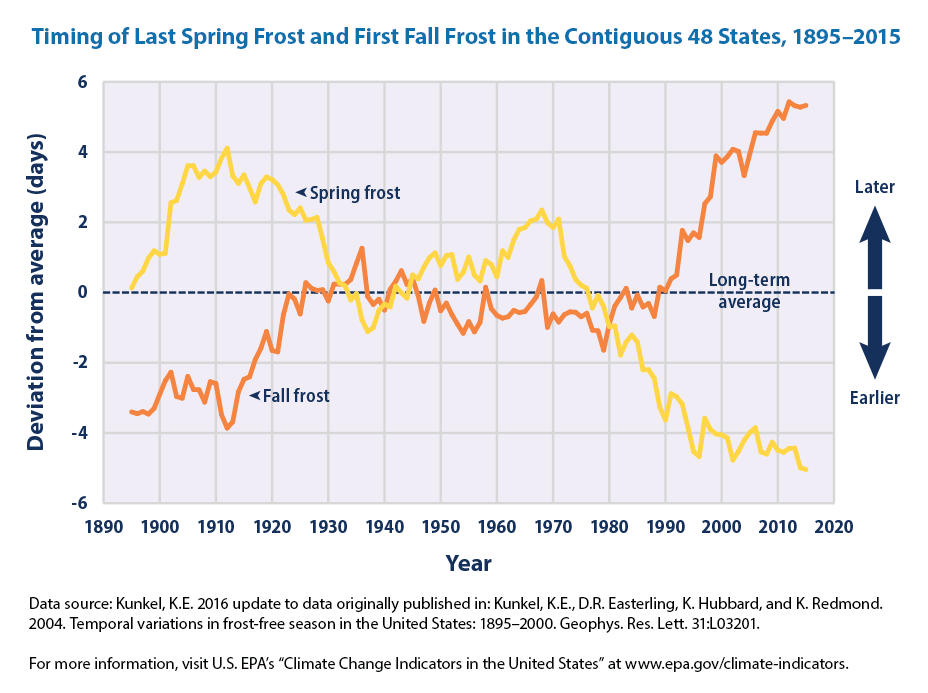 Timing of Last Spring Frost and First Fall Frost in the Contiguous 48 States, 1895–2015
6
4
2
0
-2
-4
-6
Deviation from average (days)
Spring frost
Fall frost
Long-term
average
Later
Earlier
1890 1900 1910 1920 1930 1940 1950 1960 1970 1980 1990 2000 2010 2020
Year
Data source: Kunkel, K.E. 2016 update to data originally published in: Kunkel, K.E., D.R. Easterling, K. Hubbard, and K. Redmond.
2004. Temporal variations in frost-free season in the United States: 1895–2000. Geophys. Res. Lett. 31:L03201.
For more information, visit U.S. EPA’s “Climate Change Indicators in the United States” at www.epa.gov/climate-indicators.